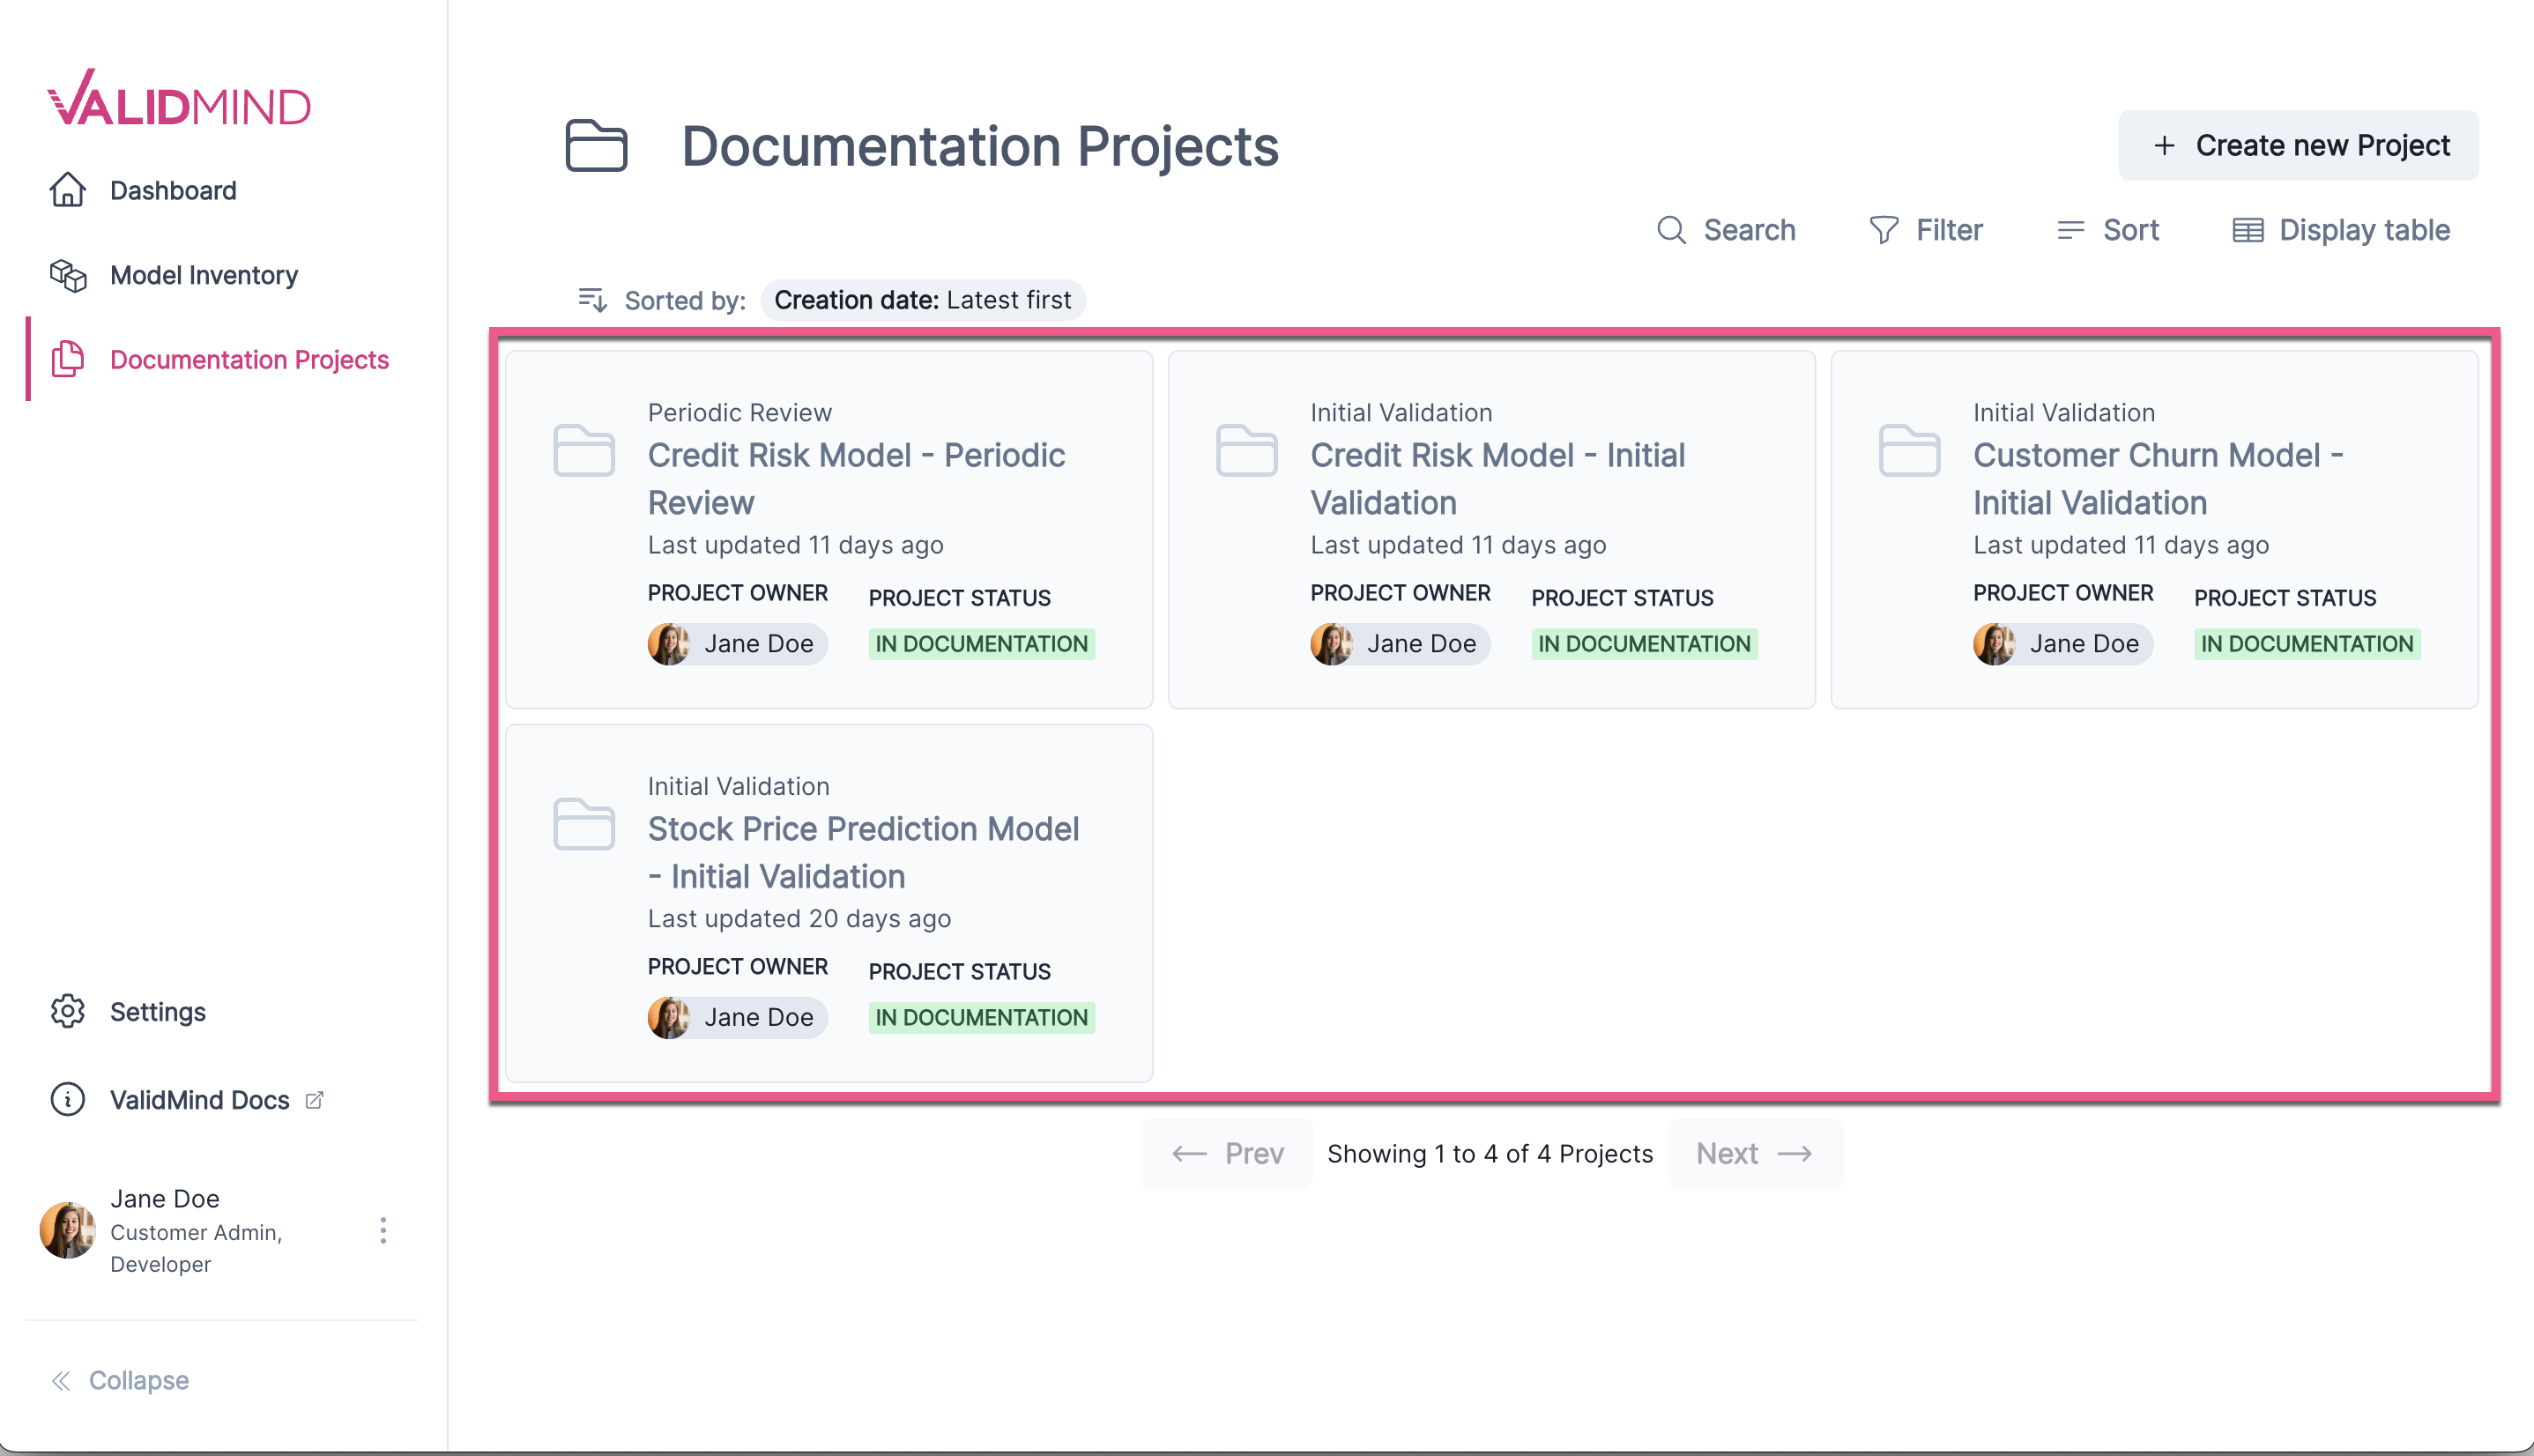 VALIDMIND
Dashboard
Model Inventory
Documentation Projects
Settings
ValidMind Docs
Jane Doe
Customer Admin,
Developer
Collapse
Documentation Projects
+ Create new Project
Search
Filter
Sort
Display table
Sorted by: Creation date: Latest first
Periodic Review
Credit Risk Model - Periodic
Review
Last updated 11 days ago
PROJECT OWNER
PROJECT STATUS
Jane Doe
IN DOCUMENTATION
Initial Validation
Credit Risk Model - Initial
Validation
Last updated 11 days ago
PROJECT OWNER
PROJECT STATUS
Jane Doe
IN DOCUMENTATION
Initial Validation
Customer Churn Model -
Initial Validation
Last updated 11 days ago
PROJECT OWNER
PROJECT STATUS
Jane Doe
IN DOCUMENTATION
Initial Validation
Stock Price Prediction Model
- Initial Validation
Last updated 20 days ago
PROJECT OWNER
PROJECT STATUS
Jane Doe
IN DOCUMENTATION
Prev
Showing 1 to 4 of 4 Projects
Next